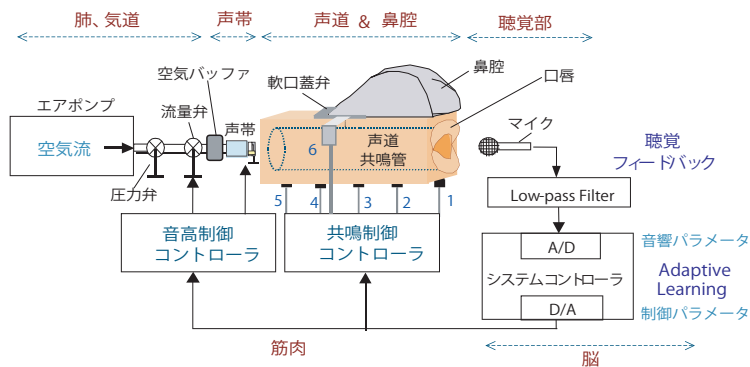 肺、気道
声帯
声道 & 鼻腔
聴覚部
空気バッファ
軟口蓋弁
鼻腔
口唇
エアポンプ
流量弁
声帯
マイク
聴覚
フィードバック
空気流
6
声道
共鳴管
圧力弁
5
4
3
2
1
Low-pass Filter
音高制御
コントローラ
共鳴制御
コントローラ
A/D
音響パラメータ
システムコントローラ
Adaptive
Learning
D/A
制御パラメータ
筋肉
脳